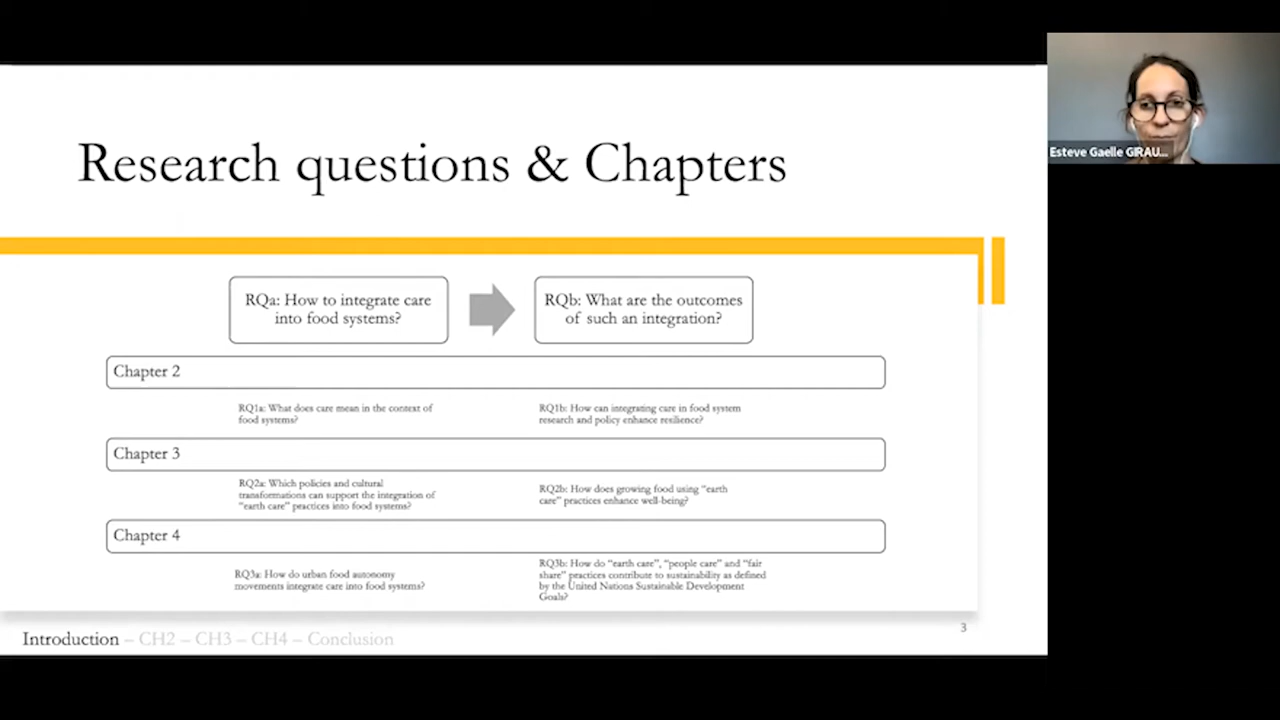 Research questions & Chapters
RQa: How to integrate care
into food systems?
RQb: What are the outcomes
of such an integration?
Chapter 2
RQ1a: What does care mean in the context of
food systems?
RQ1b: How can integrating care in food system
research and policy enhance resilience?
Chapter 3
RQ2a: Which policies and cultural
transformations can support the integration of
“earth care” practices into food systems?
RQ2b: How does growing food using “earth
care” practices enhance well-being?
Chapter 4
RQ3a: How do urban food autonomy
movements integrate care into food systems?
RQ3b: How do “earth care”, “people care” and “fair
share” practices contribute to sustainability as defined
by the United Nations Sustainable Development
Goals?
Introduction – CH2 – CH3 – CH4 – Conclusion
3
Esteve Gaelle GIRAU...